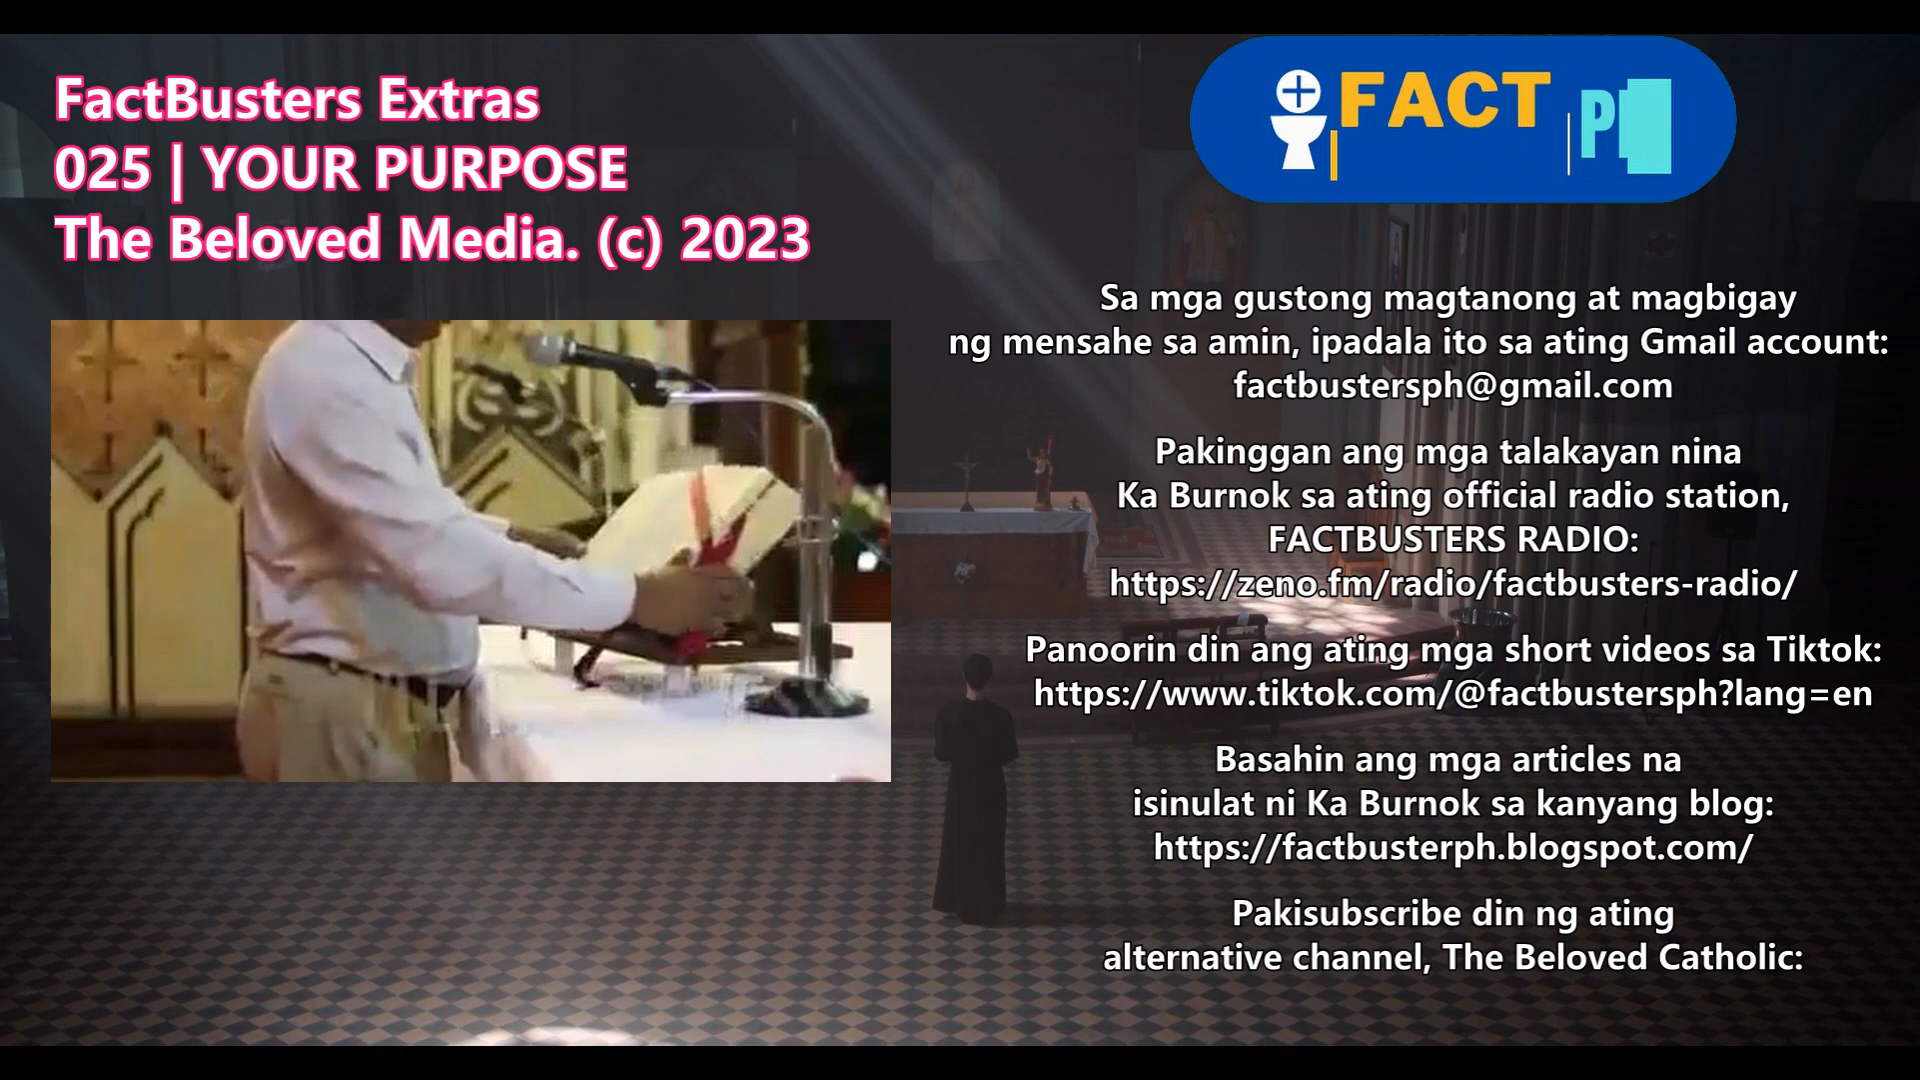 FactBusters Extras
025 | YOUR PURPOSE
The Beloved Media. (c) 2023
FACT
Sa mga gustong magtanong at magbigay
ng mensahe sa amin, ipadala ito sa ating Gmail account:
factbustersph@gmail.com
Pakinggan ang mga talakayan nina
Ka Burnok sa ating official radio station,
FACTBUSTERS RADIO:
https://zeno.fm/radio/factbusters-radio/
Panoorin din ang ating mga short videos sa Tiktok:
https://www.tiktok.com/@factbustersph?lang=en
Basahin ang mga articles na
isinulat ni Ka Burnok sa kanyang blog:
https://factbusterph.blogspot.com/
Pakisubscribe din ng ating
alternative channel, The Beloved Catholic: